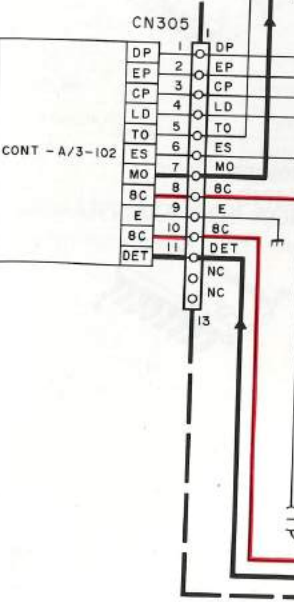 CN305
1
DP 1 DP
EP 2 EP
CP 3 CP
LD 4 LD
TO 5 TO
CONT - A/3-102
ES 6 ES
MO 7 MO
8C 8 8C
E 9 E
8C 10 8C
DET 11 DET
NC
NC
13